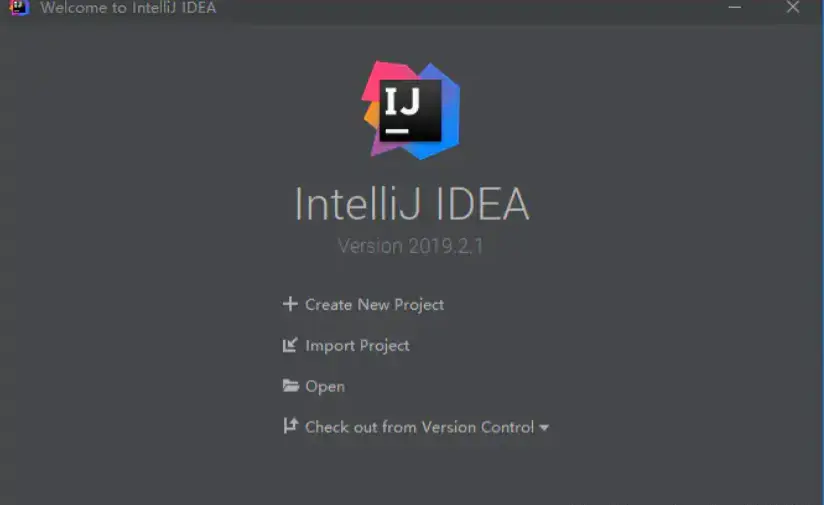 Welcome to IntelliJ IDEA
IJ
IntelliJ IDEA
Version 2019.2.1
Create New Project
Import Project
Open
Check out from Version Control